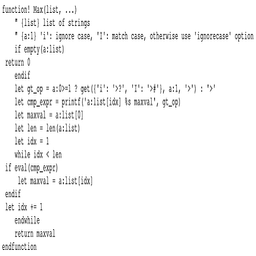 function! Max(list, ...)
" {list} list of strings
" {a:1} 'i': ignore case, 'I': match case, otherwise use 'ignorecase' option
if empty(a:list)
return 0
endif
let gt_op = a:0>=1 ? get({'i': '>?', 'I': '>#'}, a:1, '>') : '>'
let cmp_expr = printf('a:list[idx] %s maxval', gt_op)
let maxval = a:list[0]
let len = len(a:list)
let idx = 1
while idx < len
if eval(cmp_expr)
let maxval = a:list[idx]
endif
let idx += 1
endwhile
return maxval
endfunction